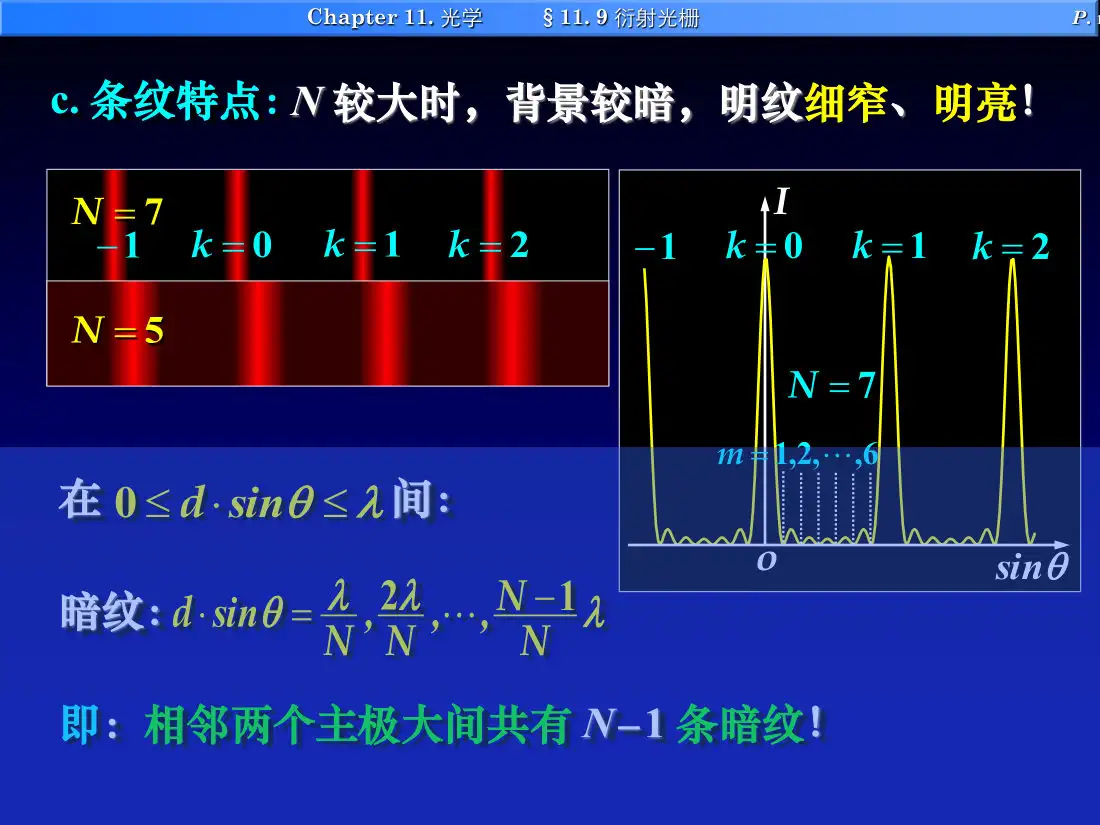 Chapter 11. 光学 §11. 9 衍射光栅 P.
c. 条纹特点: N 较大时，背景较暗，明纹细窄、明亮!
N = 7
−1 k = 0 k = 1 k = 2
N = 5
I
−1 k = 0 k = 1 k = 2
N = 7
m = 1,2,⋯,6
o
sinθ
在 0 ≤ d · sinθ ≤ λ 间:
暗纹: d · sinθ = λ/N , 2λ/N , ⋯, (N−1)/N λ
即: 相邻两个主极大间共有 N−1 条暗纹!